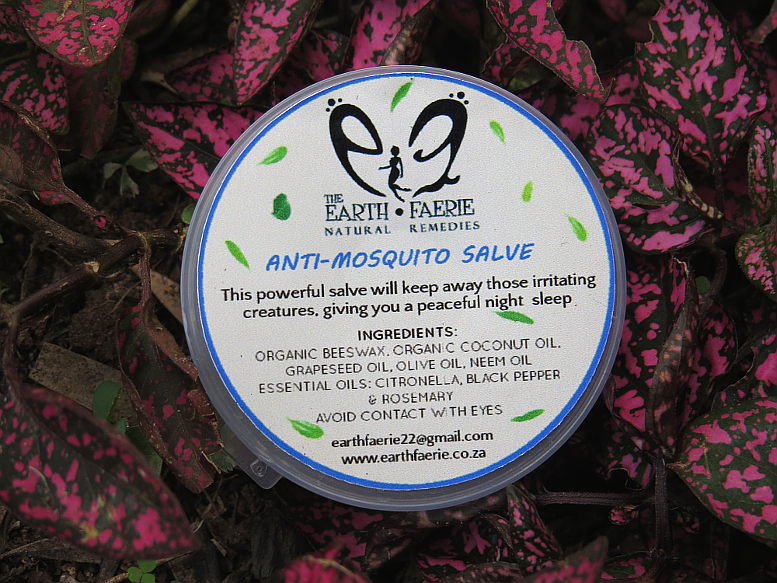 THE
EARTH • FAERIE
NATURAL REMEDIES
ANTI-MOSQUITO SALVE
This powerful salve will keep away those irritating
creatures, giving you a peaceful night sleep
INGREDIENTS:
ORGANIC BEESWAX, ORGANIC COCONUT OIL,
GRAPESEED OIL, OLIVE OIL, NEEM OIL
ESSENTIAL OILS: CITRONELLA, BLACK PEPPER
& ROSEMARY
AVOID CONTACT WITH EYES
earthfaerie22@gmail.com
www.earthfaerie.co.za